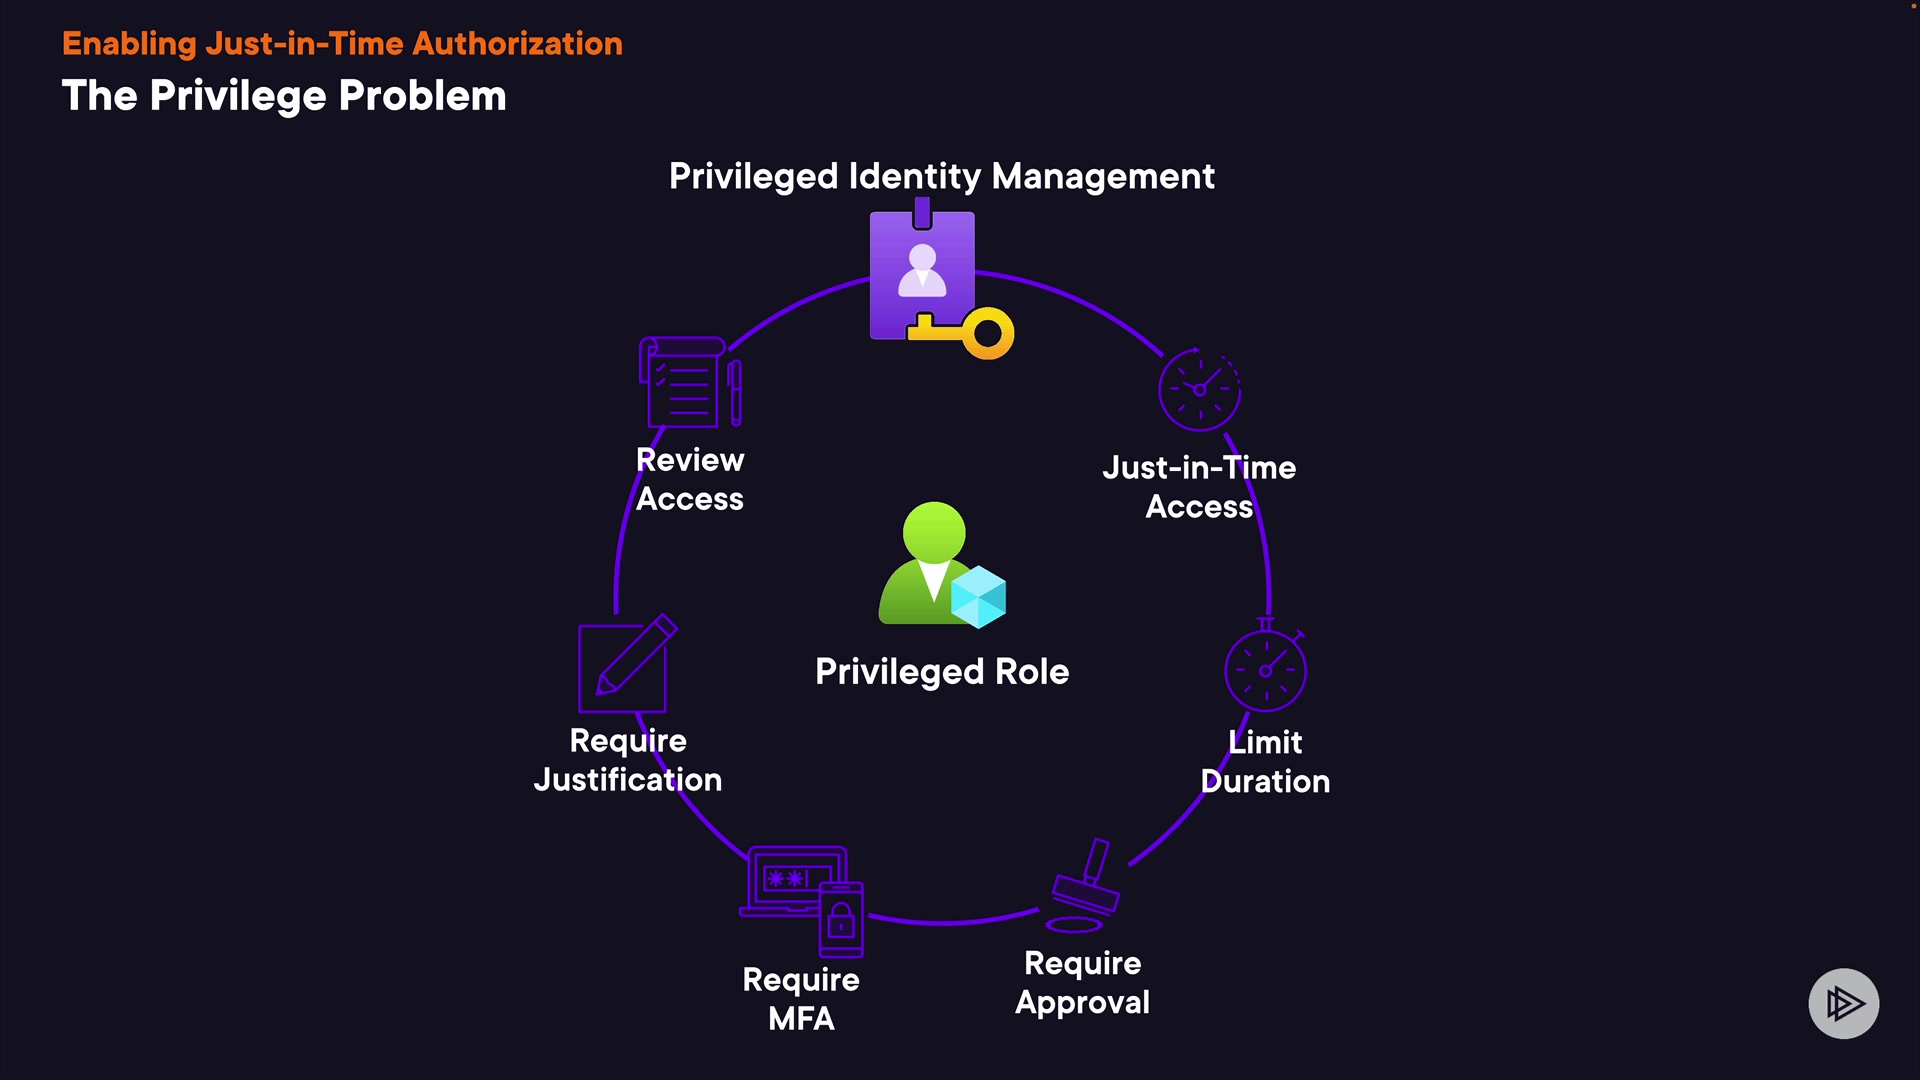 Enabling Just-in-Time Authorization
The Privilege Problem
Privileged Identity Management
Review
Access
Just-in-Time
Access
Privileged Role
Require
Justification
Limit
Duration
Require
MFA
Require
Approval